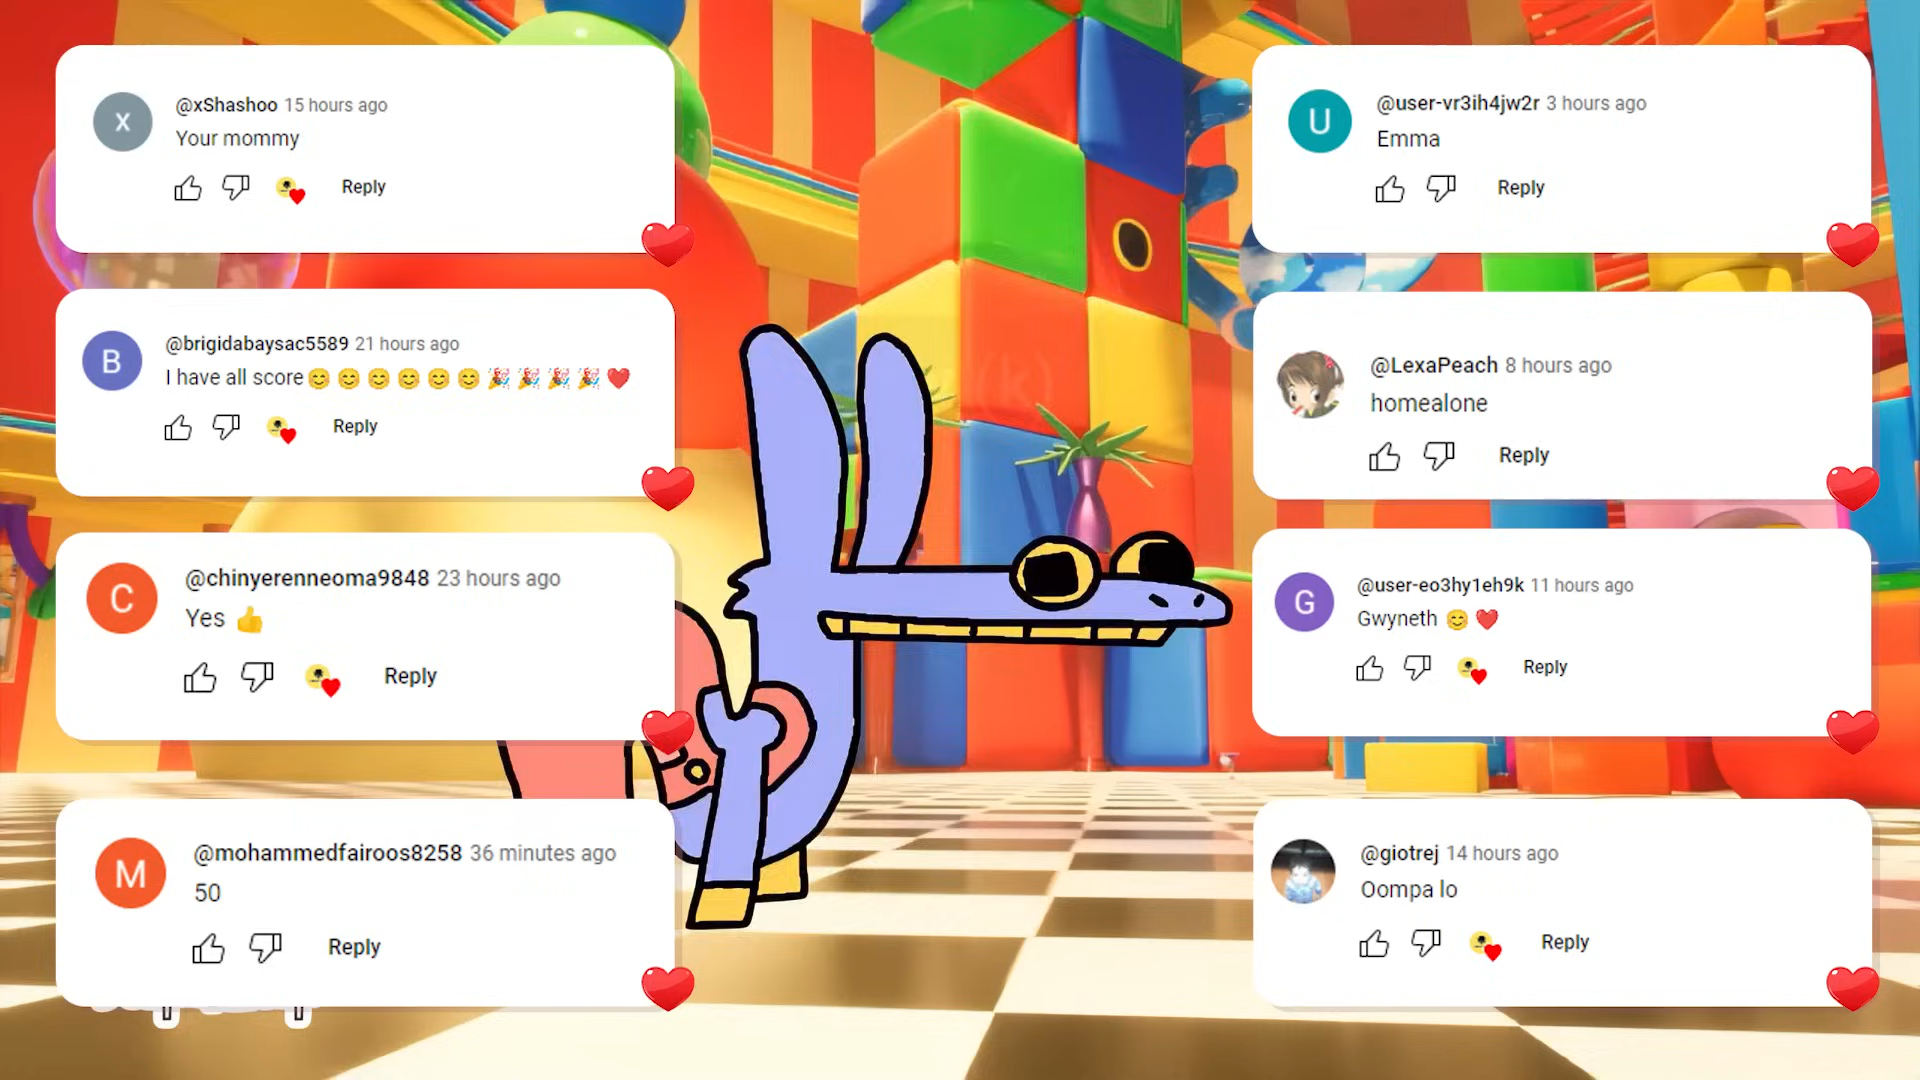 @xShashoo 15 hours ago
Your mommy
Reply
@brigidabaysac5589 21 hours ago
I have all score😊😊😊😊😊😊🎉🎉🎉🎉❤️
Reply
@chinyerenneoma9848 23 hours ago
Yes 👍
Reply
@mohammedfairoos8258 36 minutes ago
50
Reply
@user-vr3ih4jw2r 3 hours ago
Emma
Reply
@LexaPeach 8 hours ago
homealone
Reply
@user-eo3hy1eh9k 11 hours ago
Gwyneth 😊❤️
Reply
@giotrej 14 hours ago
Oompa lo
Reply